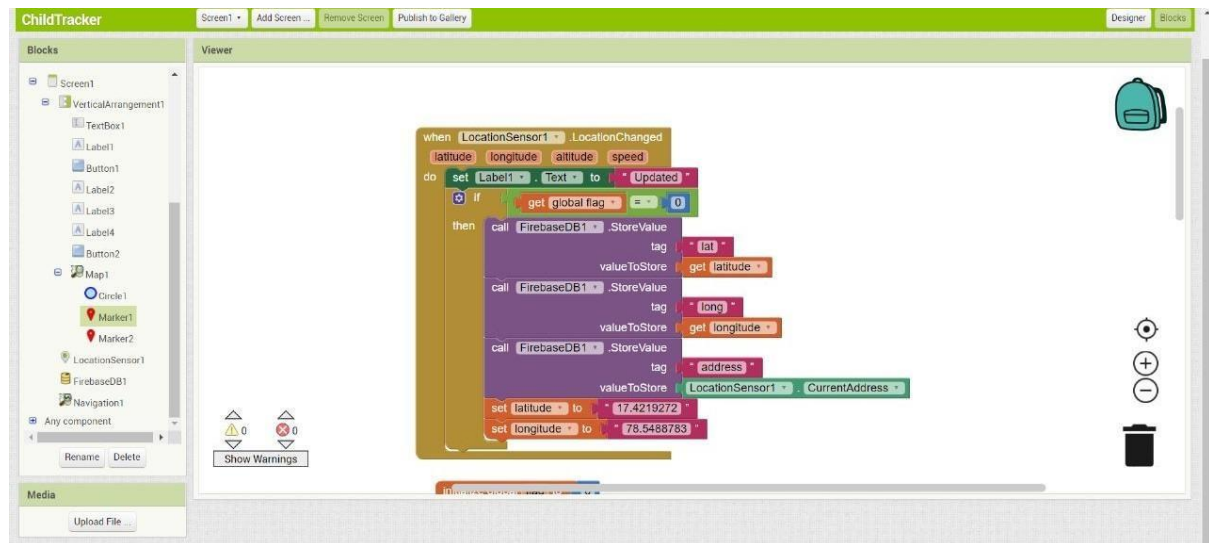 ChildTracker Screen1 Add Screen ... Remove Screen Publish to Gallery Designer Blocks
Blocks
Screen1
VerticalArrangement1
TextBox1
Label1
Button1
Label2
Label3
Label4
Button2
Map1
Circle1
Marker1
Marker2
LocationSensor1
FirebaseDB1
Navigation1
Any component
Rename Delete
Media
Upload File ...
Viewer
when LocationSensor1 .LocationChanged
latitude longitude altitude speed
do set Label1 . Text to " Updated "
if get global flag = 0
then call FirebaseDB1 .StoreValue
tag " lat "
valueToStore get latitude
call FirebaseDB1 .StoreValue
tag " long "
valueToStore get longitude
call FirebaseDB1 .StoreValue
tag " address "
valueToStore LocationSensor1 . CurrentAddress
set latitude to " 17.4219272 "
set longitude to " 78.5488783 "
0 0
Show Warnings